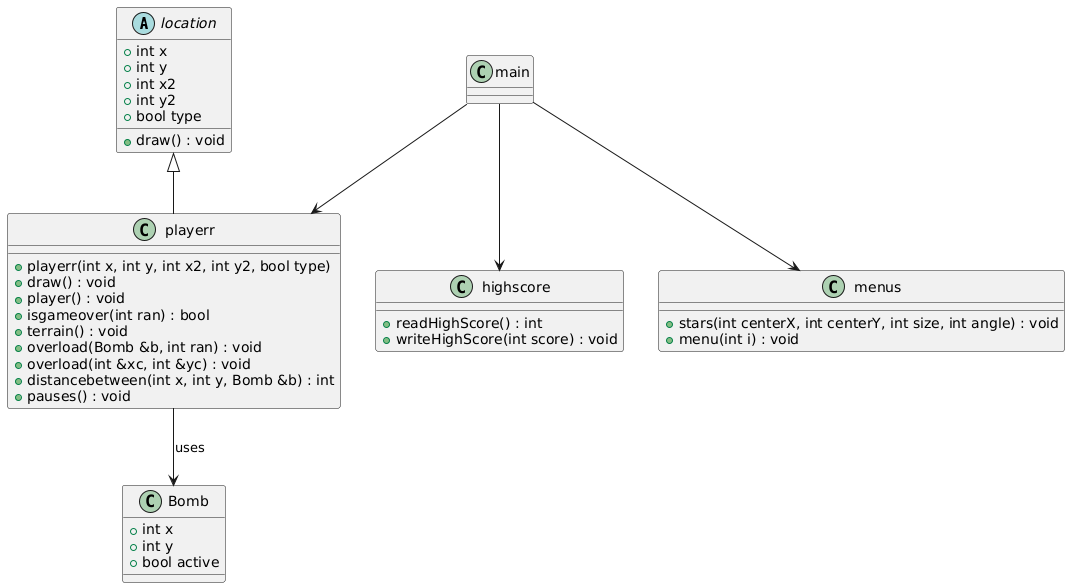 A location
int x
int y
int x2
int y2
bool type
draw() : void
C main
C playerr
playerr(int x, int y, int x2, int y2, bool type)
draw() : void
player() : void
isgameover(int ran) : bool
terrain() : void
overload(Bomb &b, int ran) : void
overload(int &xc, int &yc) : void
distancebetween(int x, int y, Bomb &b) : int
pauses() : void
C highscore
readHighScore() : int
writeHighScore(int score) : void
C menus
stars(int centerX, int centerY, int size, int angle) : void
menu(int i) : void
uses
C Bomb
int x
int y
bool active